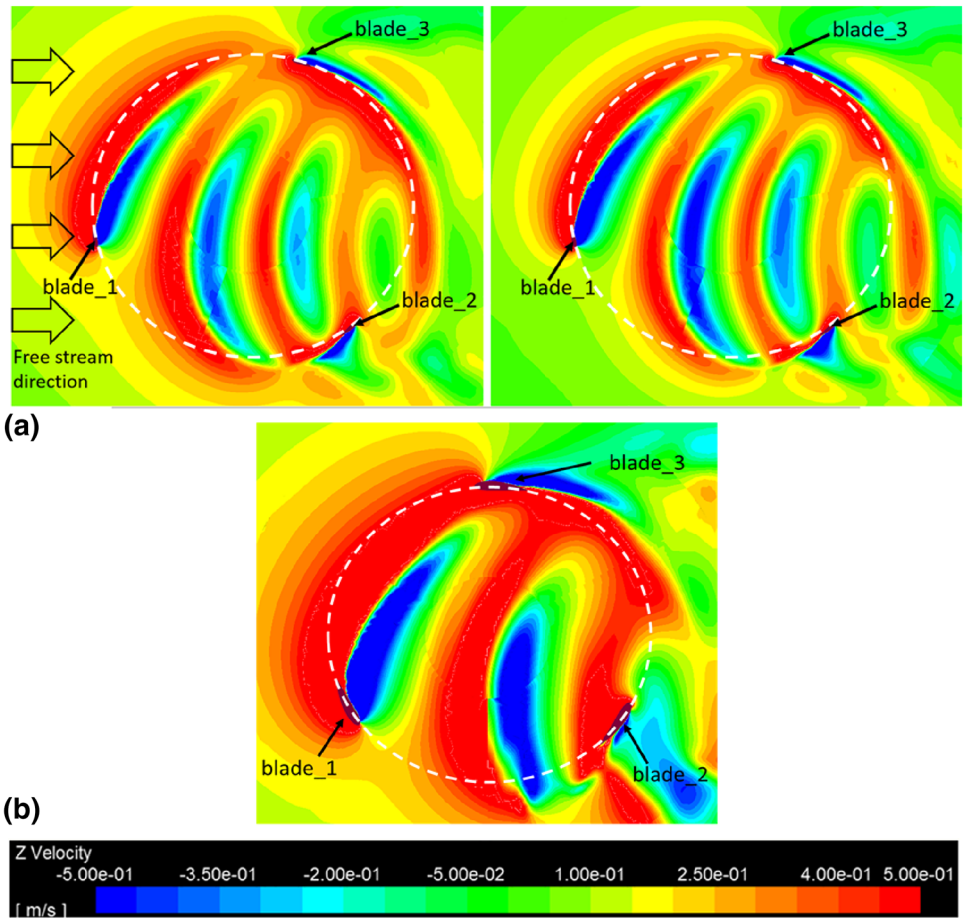 blade_3
blade_3
blade_1
blade_1
blade_2
blade_2
Free stream
direction
(a)
blade_3
blade_1
blade_2
(b)
Z Velocity
-5.00e-01 -3.50e-01 -2.00e-01 -5.00e-02 1.00e-01 2.50e-01 4.00e-01 5.00e-01
[ m/s ]